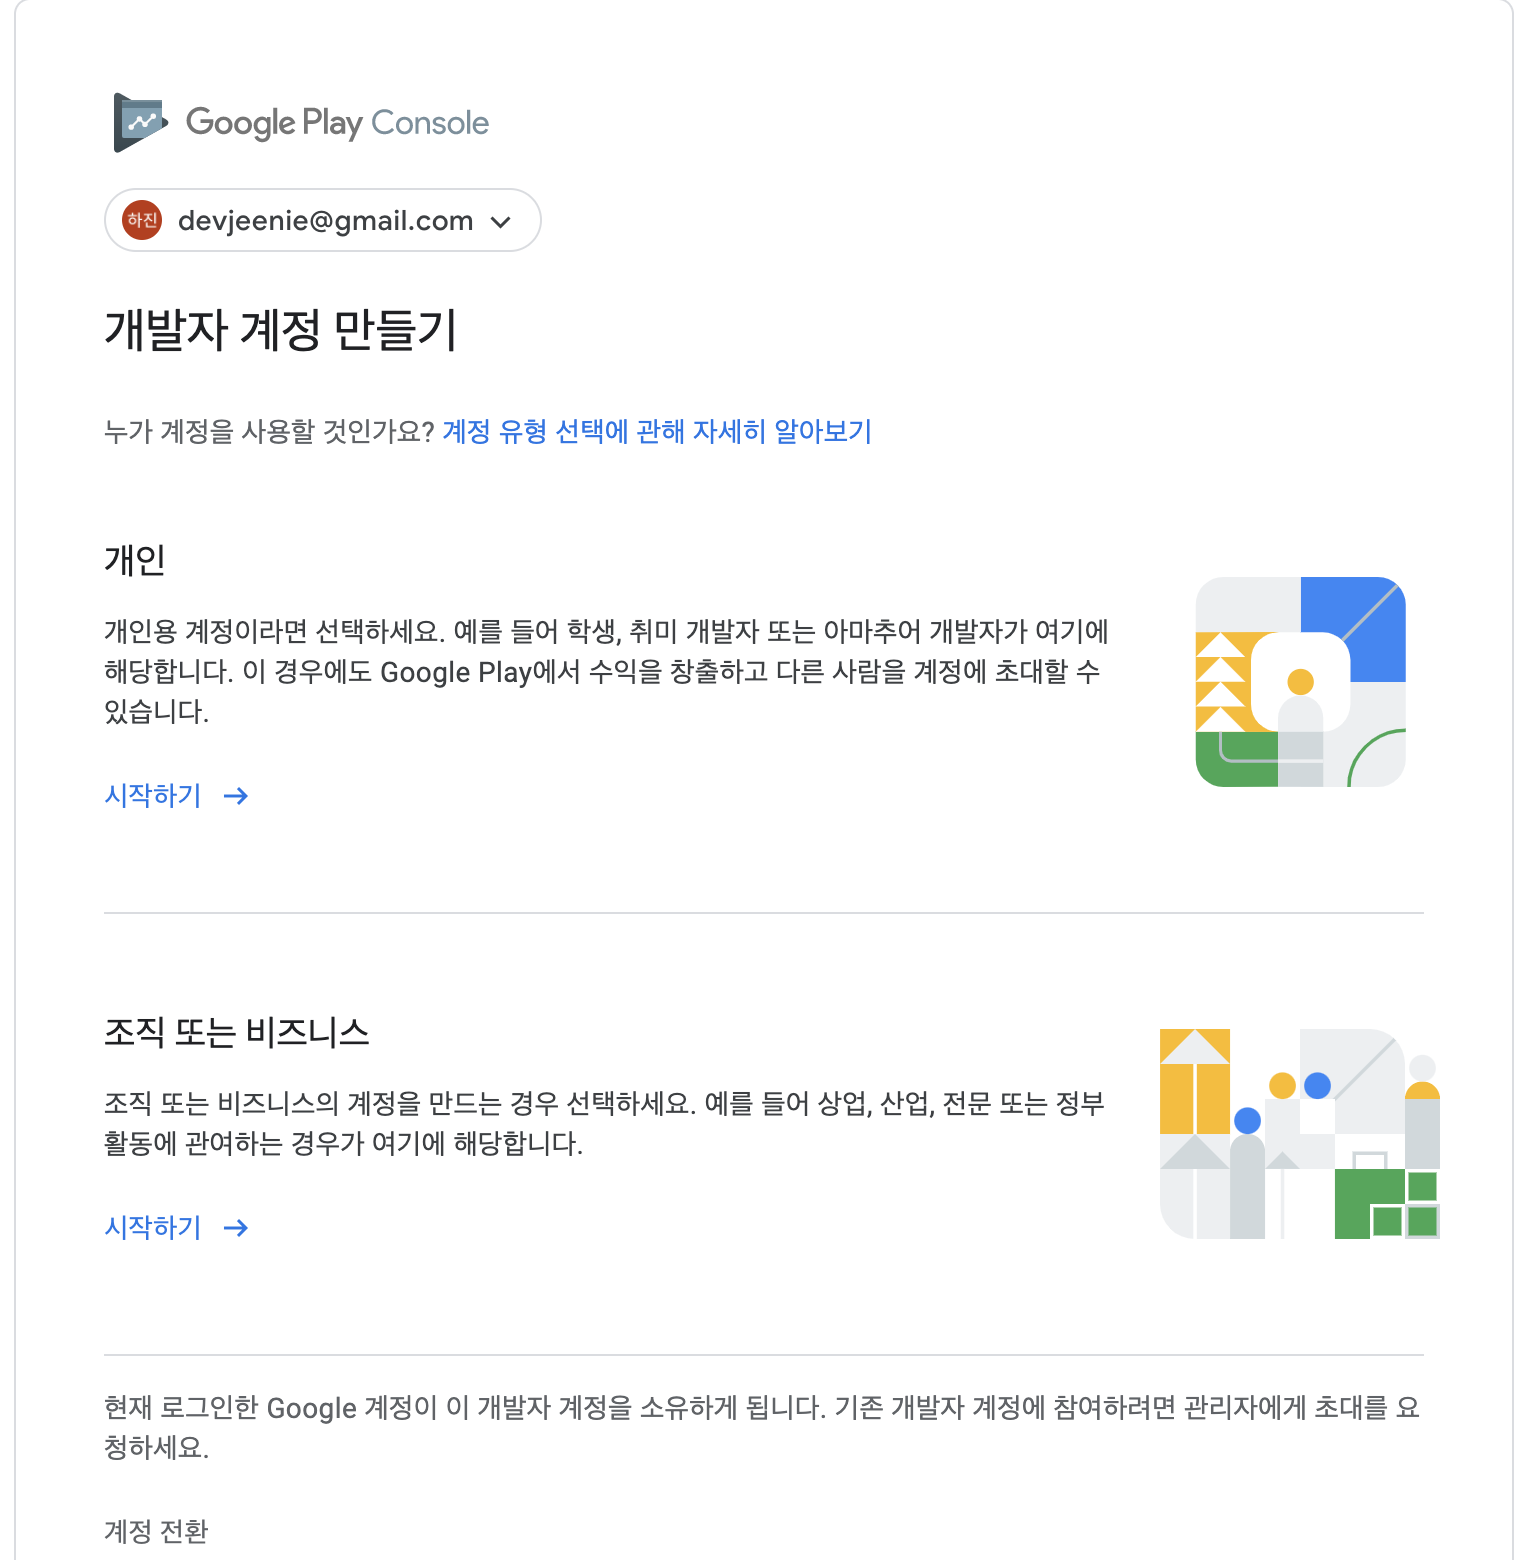 Google Play Console
하진 devjeenie@gmail.com
개발자 계정 만들기
누가 계정을 사용할 것인가요? 계정 유형 선택에 관해 자세히 알아보기
개인
개인용 계정이라면 선택하세요. 예를 들어 학생, 취미 개발자 또는 아마추어 개발자가 여기에
해당합니다. 이 경우에도 Google Play에서 수익을 창출하고 다른 사람을 계정에 초대할 수
있습니다.
시작하기
조직 또는 비즈니스
조직 또는 비즈니스의 계정을 만드는 경우 선택하세요. 예를 들어 상업, 산업, 전문 또는 정부
활동에 관여하는 경우가 여기에 해당합니다.
시작하기
현재 로그인한 Google 계정이 이 개발자 계정을 소유하게 됩니다. 기존 개발자 계정에 참여하려면 관리자에게 초대를 요
청하세요.
계정 전환